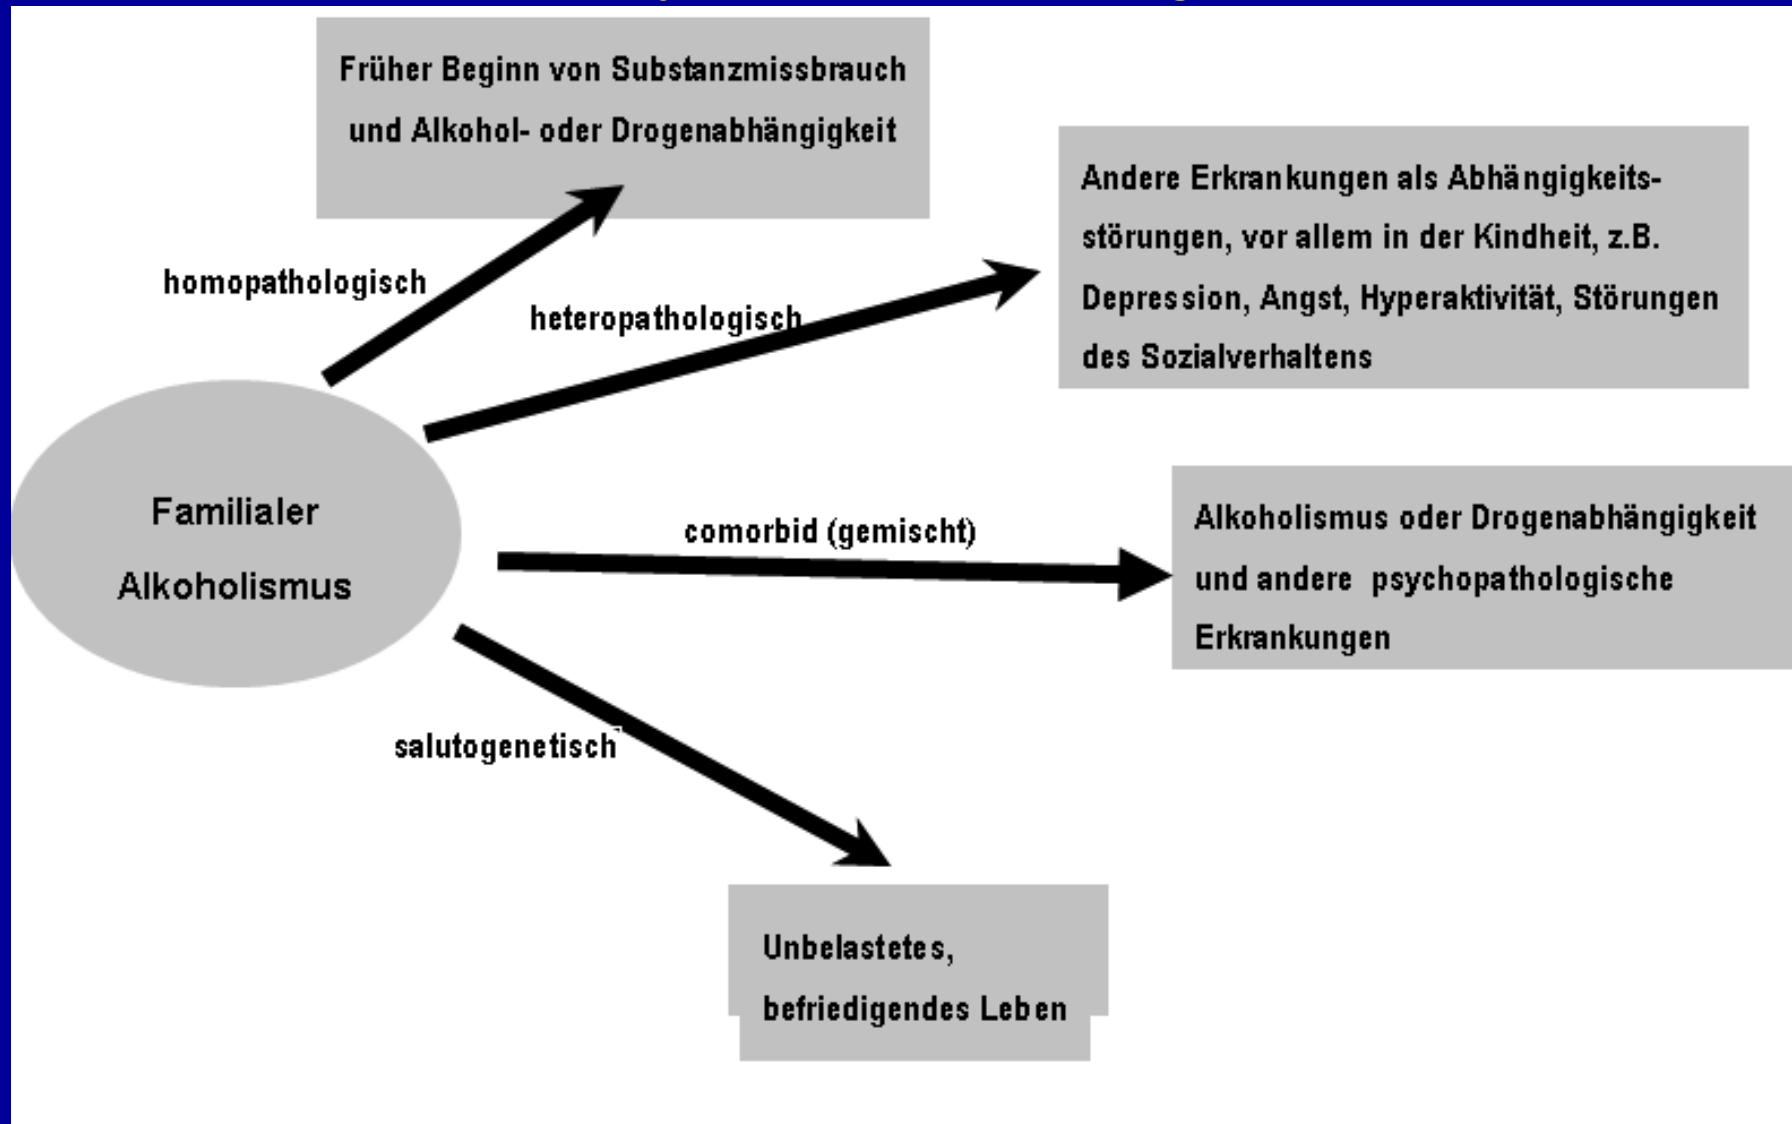 Früher Beginn von Substanzmissbrauch
und Alkohol- oder Drogenabhängigkeit
Andere Erkrankungen als Abhängigkeits-
störungen, vor allem in der Kindheit, z.B.
Depression, Angst, Hyperaktivität, Störungen
des Sozialverhaltens
homopathologisch
heteropathologisch
Familialer
Alkoholismus
comorbid (gemischt)
Alkoholismus oder Drogenabhängigkeit
und andere psychopathologische
Erkrankungen
salutogenetisch
Unbelastetes,
befriedigendes Leben